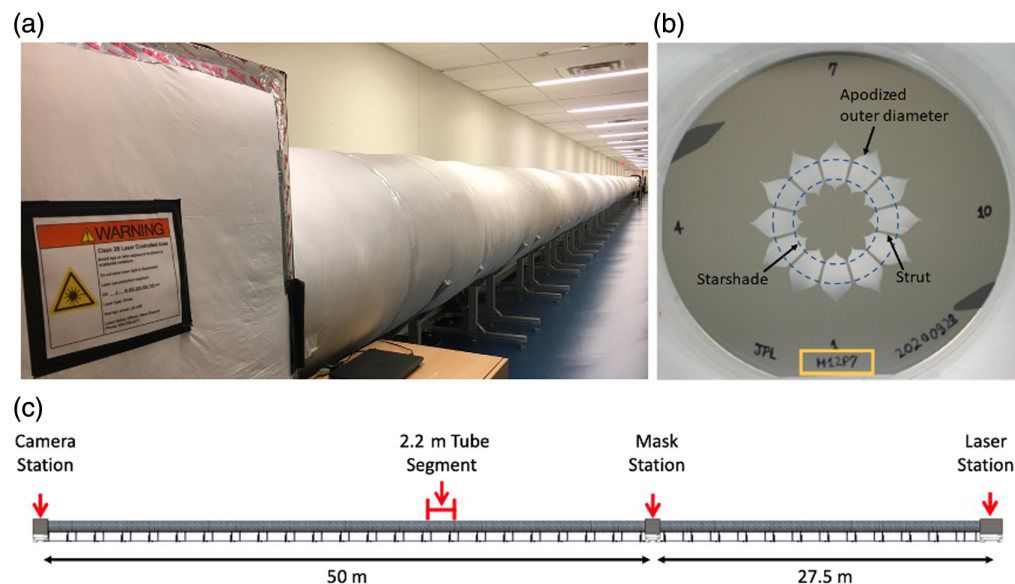 (a)
WARNING
Class 3B Laser Controlled Area
(b)
7
Apodized
outer diameter
4
10
Starshade
Strut
1
JPL
H12P7
20200928
(c)
Camera
Station
2.2 m Tube
Segment
Mask
Station
Laser
Station
50 m
27.5 m